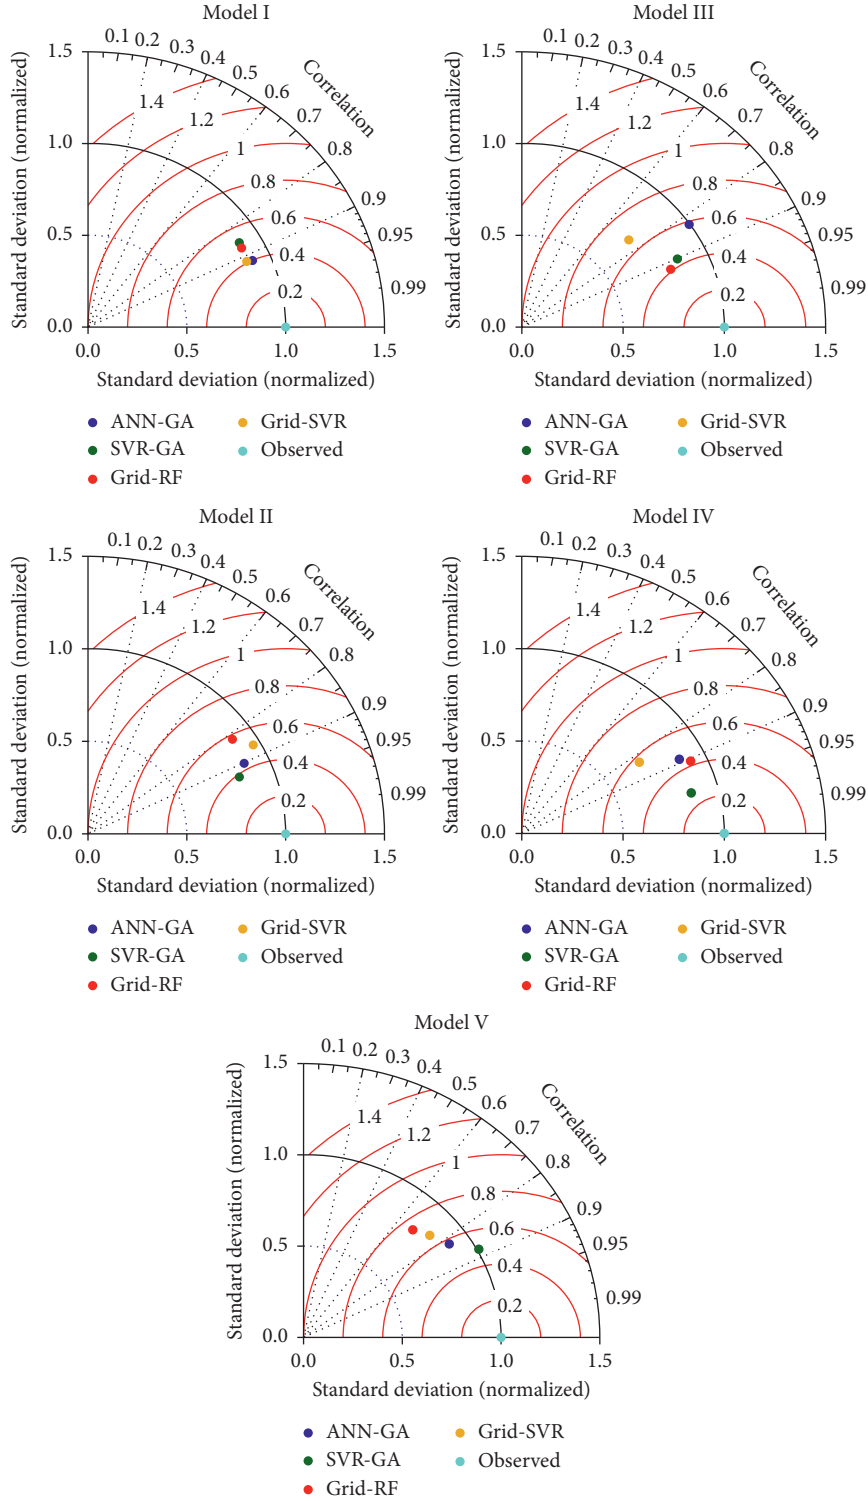 Model I
Standard deviation (normalized)
1.5
1.0
0.5
0.0
0.1
0.2
0.3
0.4
0.5
0.6
0.7
0.8
0.9
0.95
0.99
Correlation
1.4
1.2
1
0.8
0.6
0.4
0.2
0.0
0.5
1.0
1.5
Standard deviation (normalized)
ANN-GA
SVR-GA
Grid-RF
Grid-SVR
Observed
Model III
Standard deviation (normalized)
1.5
1.0
0.5
0.0
0.1
0.2
0.3
0.4
0.5
0.6
0.7
0.8
0.9
0.95
0.99
Correlation
1.4
1.2
1
0.8
0.6
0.4
0.2
0.0
0.5
1.0
1.5
Standard deviation (normalized)
ANN-GA
SVR-GA
Grid-RF
Grid-SVR
Observed
Model II
Standard deviation (normalized)
1.5
1.0
0.5
0.0
0.1
0.2
0.3
0.4
0.5
0.6
0.7
0.8
0.9
0.95
0.99
Correlation
1.4
1.2
1
0.8
0.6
0.4
0.2
0.0
0.5
1.0
1.5
Standard deviation (normalized)
ANN-GA
SVR-GA
Grid-RF
Grid-SVR
Observed
Model IV
Standard deviation (normalized)
1.5
1.0
0.5
0.0
0.1
0.2
0.3
0.4
0.5
0.6
0.7
0.8
0.9
0.95
0.99
Correlation
1.4
1.2
1
0.8
0.6
0.4
0.2
0.0
0.5
1.0
1.5
Standard deviation (normalized)
ANN-GA
SVR-GA
Grid-RF
Grid-SVR
Observed
Model V
Standard deviation (normalized)
1.5
1.0
0.5
0.0
0.1
0.2
0.3
0.4
0.5
0.6
0.7
0.8
0.9
0.95
0.99
Correlation
1.4
1.2
1
0.8
0.6
0.4
0.2
0.0
0.5
1.0
1.5
Standard deviation (normalized)
ANN-GA
SVR-GA
Grid-RF
Grid-SVR
Observed